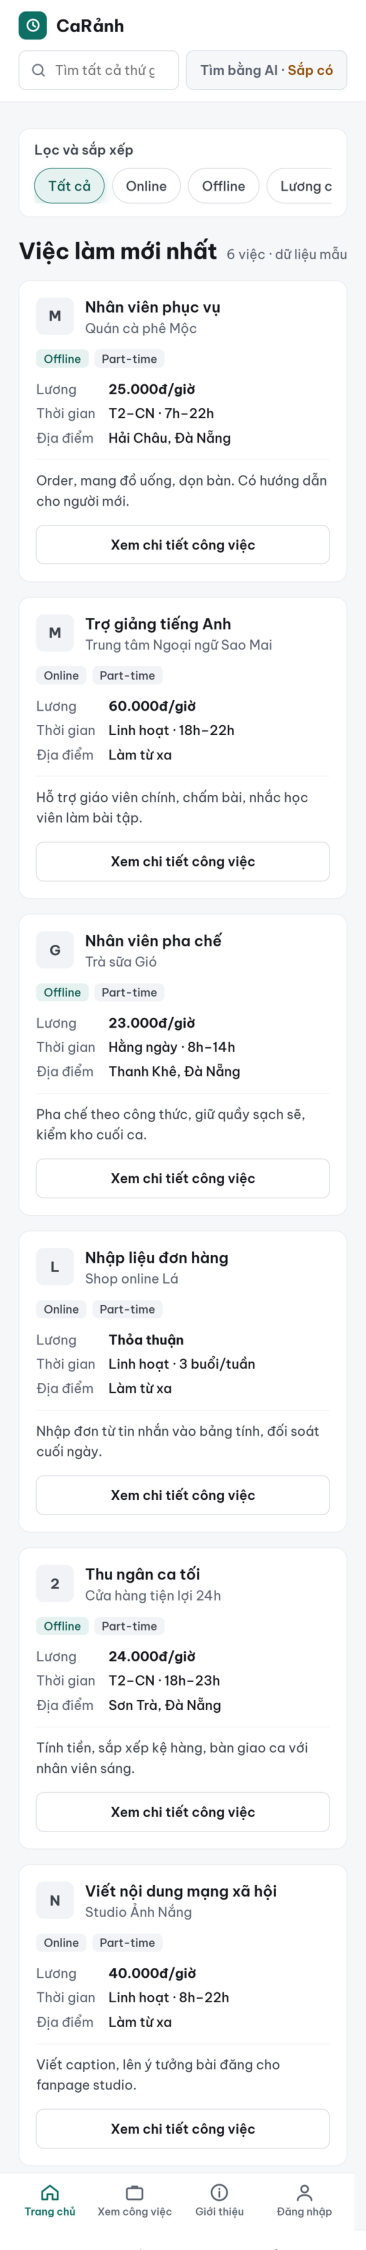 CaRảnh
Tìm tất cả thứ g
Tìm bằng AI · Sắp có
Lọc và sắp xếp
Tất cả
Online
Offline
Lương c
Việc làm mới nhất
6 việc · dữ liệu mẫu
M
Nhân viên phục vụ
Quán cà phê Mộc
Offline
Part-time
Lương 25.000đ/giờ
Thời gian T2–CN · 7h–22h
Địa điểm Hải Châu, Đà Nẵng
Order, mang đồ uống, dọn bàn. Có hướng dẫn
cho người mới.
Xem chi tiết công việc
M
Trợ giảng tiếng Anh
Trung tâm Ngoại ngữ Sao Mai
Online
Part-time
Lương 60.000đ/giờ
Thời gian Linh hoạt · 18h–22h
Địa điểm Làm từ xa
Hỗ trợ giáo viên chính, chấm bài, nhắc học
viên làm bài tập.
Xem chi tiết công việc
G
Nhân viên pha chế
Trà sữa Gió
Offline
Part-time
Lương 23.000đ/giờ
Thời gian Hằng ngày · 8h–14h
Địa điểm Thanh Khê, Đà Nẵng
Pha chế theo công thức, giữ quầy sạch sẽ,
kiểm kho cuối ca.
Xem chi tiết công việc
L
Nhập liệu đơn hàng
Shop online Lá
Online
Part-time
Lương Thỏa thuận
Thời gian Linh hoạt · 3 buổi/tuần
Địa điểm Làm từ xa
Nhập đơn từ tin nhắn vào bảng tính, đối soát
cuối ngày.
Xem chi tiết công việc
2
Thu ngân ca tối
Cửa hàng tiện lợi 24h
Offline
Part-time
Lương 24.000đ/giờ
Thời gian T2–CN · 18h–23h
Địa điểm Sơn Trà, Đà Nẵng
Tính tiền, sắp xếp kệ hàng, bàn giao ca với
nhân viên sáng.
Xem chi tiết công việc
N
Viết nội dung mạng xã hội
Studio Ảnh Nắng
Online
Part-time
Lương 40.000đ/giờ
Thời gian Linh hoạt · 8h–22h
Địa điểm Làm từ xa
Viết caption, lên ý tưởng bài đăng cho
fanpage studio.
Xem chi tiết công việc
Trang chủ
Xem công việc
Giới thiệu
Đăng nhập